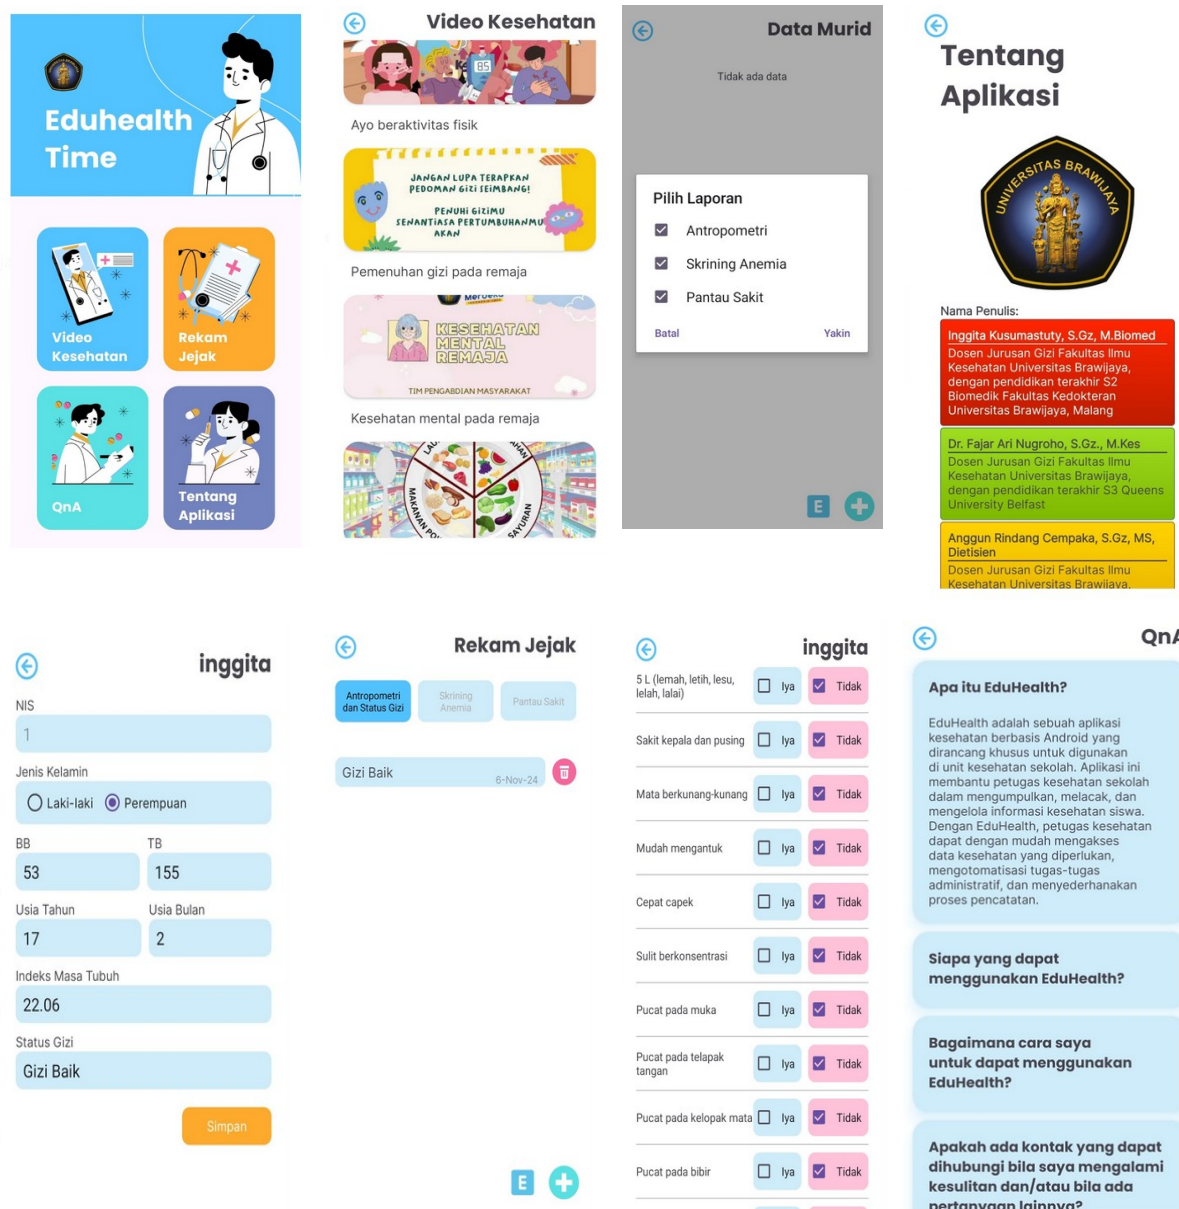 Eduhealth
Time
Video
Kesehatan
Rekam
Jejak
QnA
Tentang
Aplikasi
Video Kesehatan
85
Ayo beraktivitas fisik
JANGAN LUPA TERAPKAN
PEDOMAN GIZI SEIMBANG!
PENUHI GIZIMU
SENANTIASA PERTUMBUHANMU
AKAN
Pemenuhan gizi pada remaja
Merdeka
KESEHATAN
MENTAL
REMAJA
TIM PENGABDIAN MASYARAKAT
Kesehatan mental pada remaja
MAKANAN PO
SAYURAN
Data Murid
Tidak ada data
Pilih Laporan
Antropometri
Skrining Anemia
Pantau Sakit
Batal
Yakin
E
Tentang
Aplikasi
UNIVERSITAS BRAWIJAYA
Nama Penulis:
Inggita Kusumastuty, S.Gz, M.Biomed
Dosen Jurusan Gizi Fakultas Ilmu
Kesehatan Universitas Brawijaya,
dengan pendidikan terakhir S2
Biomedik Fakultas Kedokteran
Universitas Brawijaya, Malang
Dr. Fajar Ari Nugroho, S.Gz., M.Kes
Dosen Jurusan Gizi Fakultas Ilmu
Kesehatan Universitas Brawijaya,
dengan pendidikan terakhir S3 Queens
University Belfast
Anggun Rindang Cempaka, S.Gz, MS,
Dietisien
Dosen Jurusan Gizi Fakultas Ilmu
Kesehatan Universitas Brawijaya,
inggita
NIS
1
Jenis Kelamin
Laki-laki Perempuan
BB TB
53 155
Usia Tahun Usia Bulan
17 2
Indeks Masa Tubuh
22.06
Status Gizi
Gizi Baik
Simpan
Rekam Jejak
Antropometri
dan Status Gizi
Skrining
Anemia
Pantau Sakit
Gizi Baik
6-Nov-24
E
inggita
5 L (lemah, letih, lesu,
lelah, lalai) Iya Tidak
Sakit kepala dan pusing Iya Tidak
Mata berkunang-kunang Iya Tidak
Mudah mengantuk Iya Tidak
Cepat capek Iya Tidak
Sulit berkonsentrasi Iya Tidak
Pucat pada muka Iya Tidak
Pucat pada telapak
tangan Iya Tidak
Pucat pada kelopak mata Iya Tidak
Pucat pada bibir Iya Tidak
QnA
Apa itu EduHealth?
EduHealth adalah sebuah aplikasi
kesehatan berbasis Android yang
dirancang khusus untuk digunakan
di unit kesehatan sekolah. Aplikasi ini
membantu petugas kesehatan sekolah
dalam mengumpulkan, melacak, dan
mengelola informasi kesehatan siswa.
Dengan EduHealth, petugas kesehatan
dapat dengan mudah mengakses
data kesehatan yang diperlukan,
mengotomatisasi tugas-tugas
administratif, dan menyederhanakan
proses pencatatan.
Siapa yang dapat
menggunakan EduHealth?
Bagaimana cara saya
untuk dapat menggunakan
EduHealth?
Apakah ada kontak yang dapat
dihubungi bila saya mengalami
kesulitan dan/atau bila ada
pertanyaan lainnya?